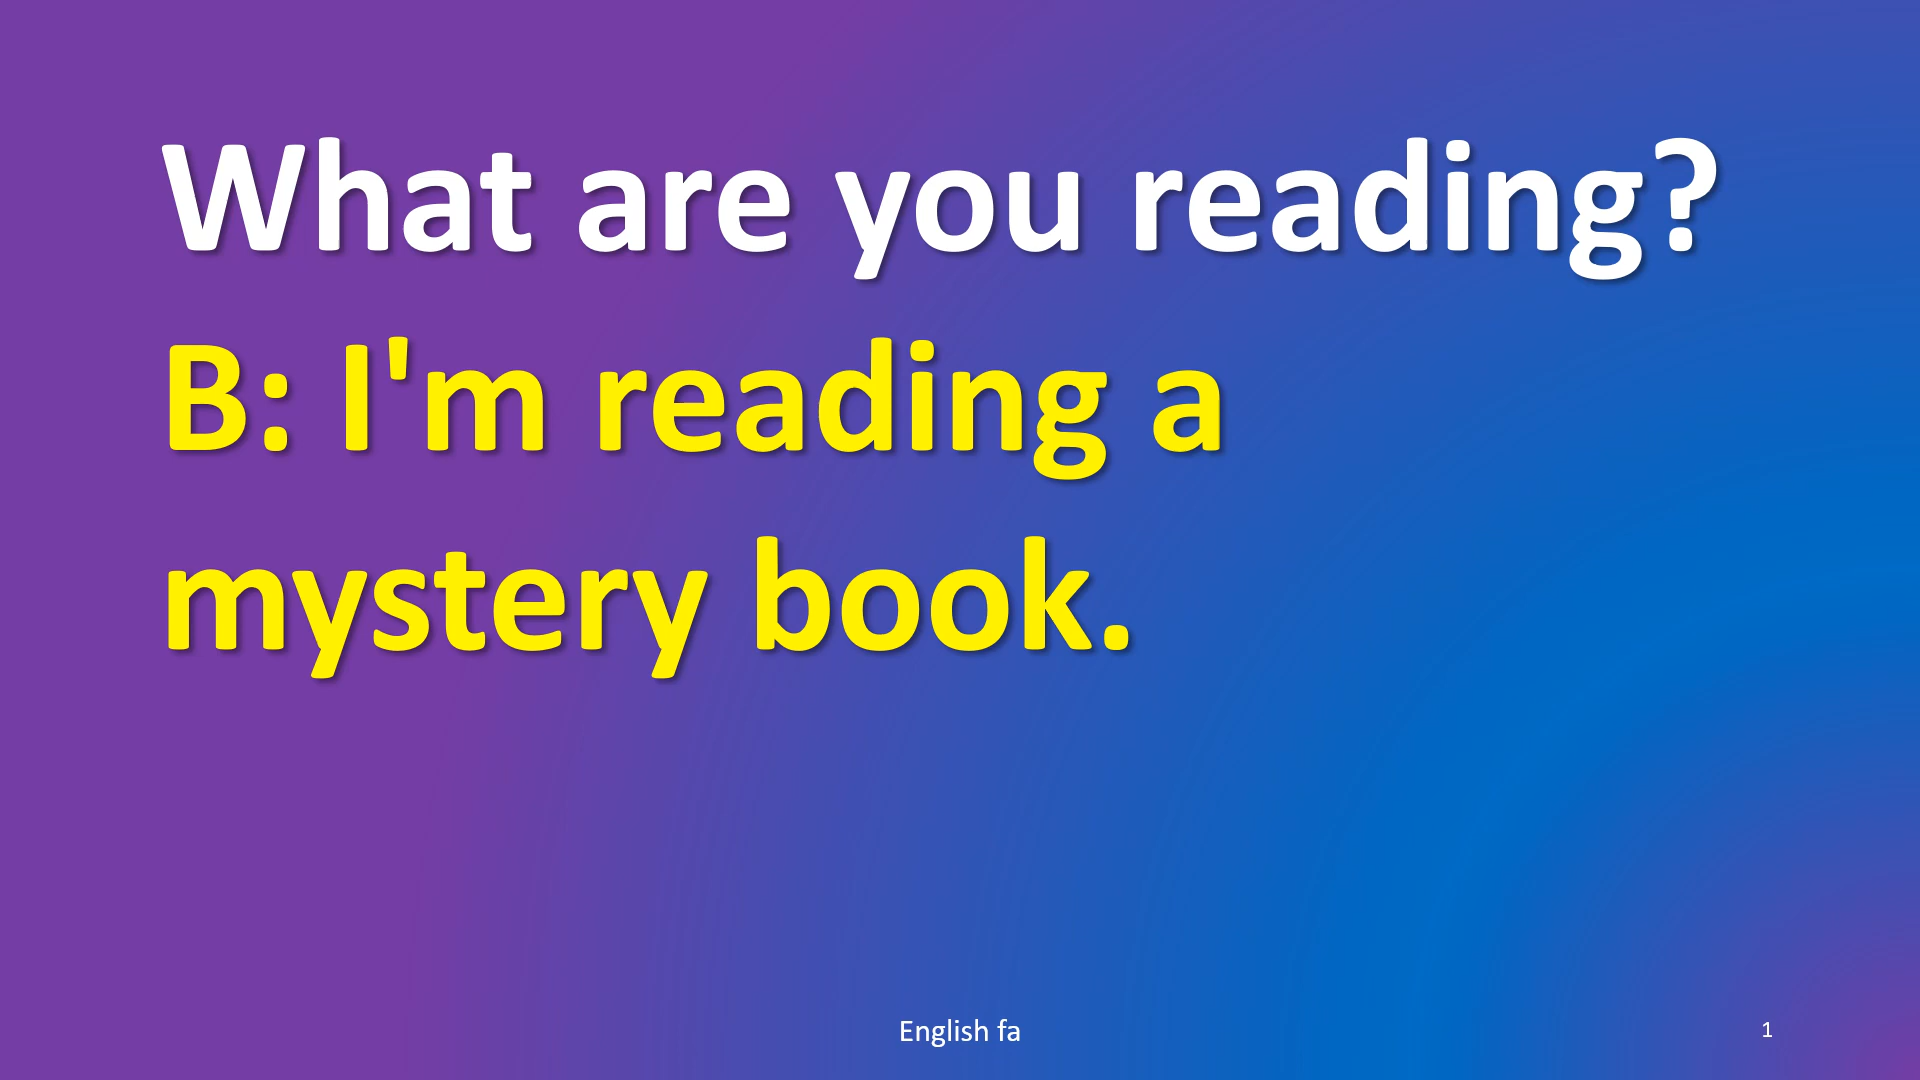 What are you reading?
B: I'm reading a
mystery book.
English fa
1